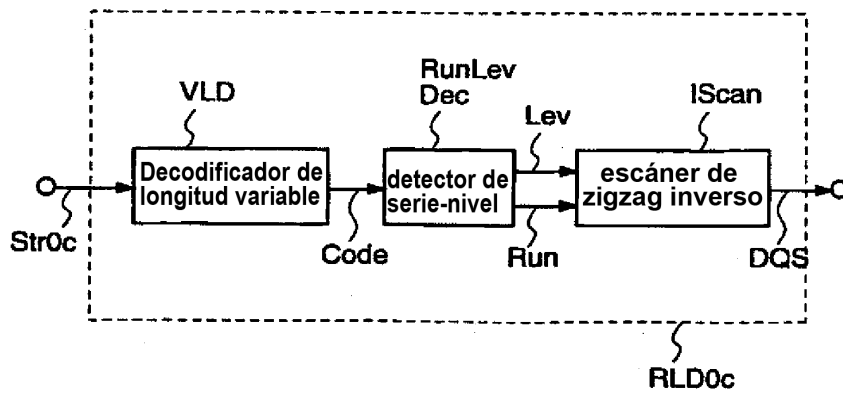 VLD
RunLev
Dec
Lev
IScan
Decodificador de
longitud variable
detector de
serie-nivel
escáner de
zigzag inverso
Str0c
Code
Run
DQS
RLD0c